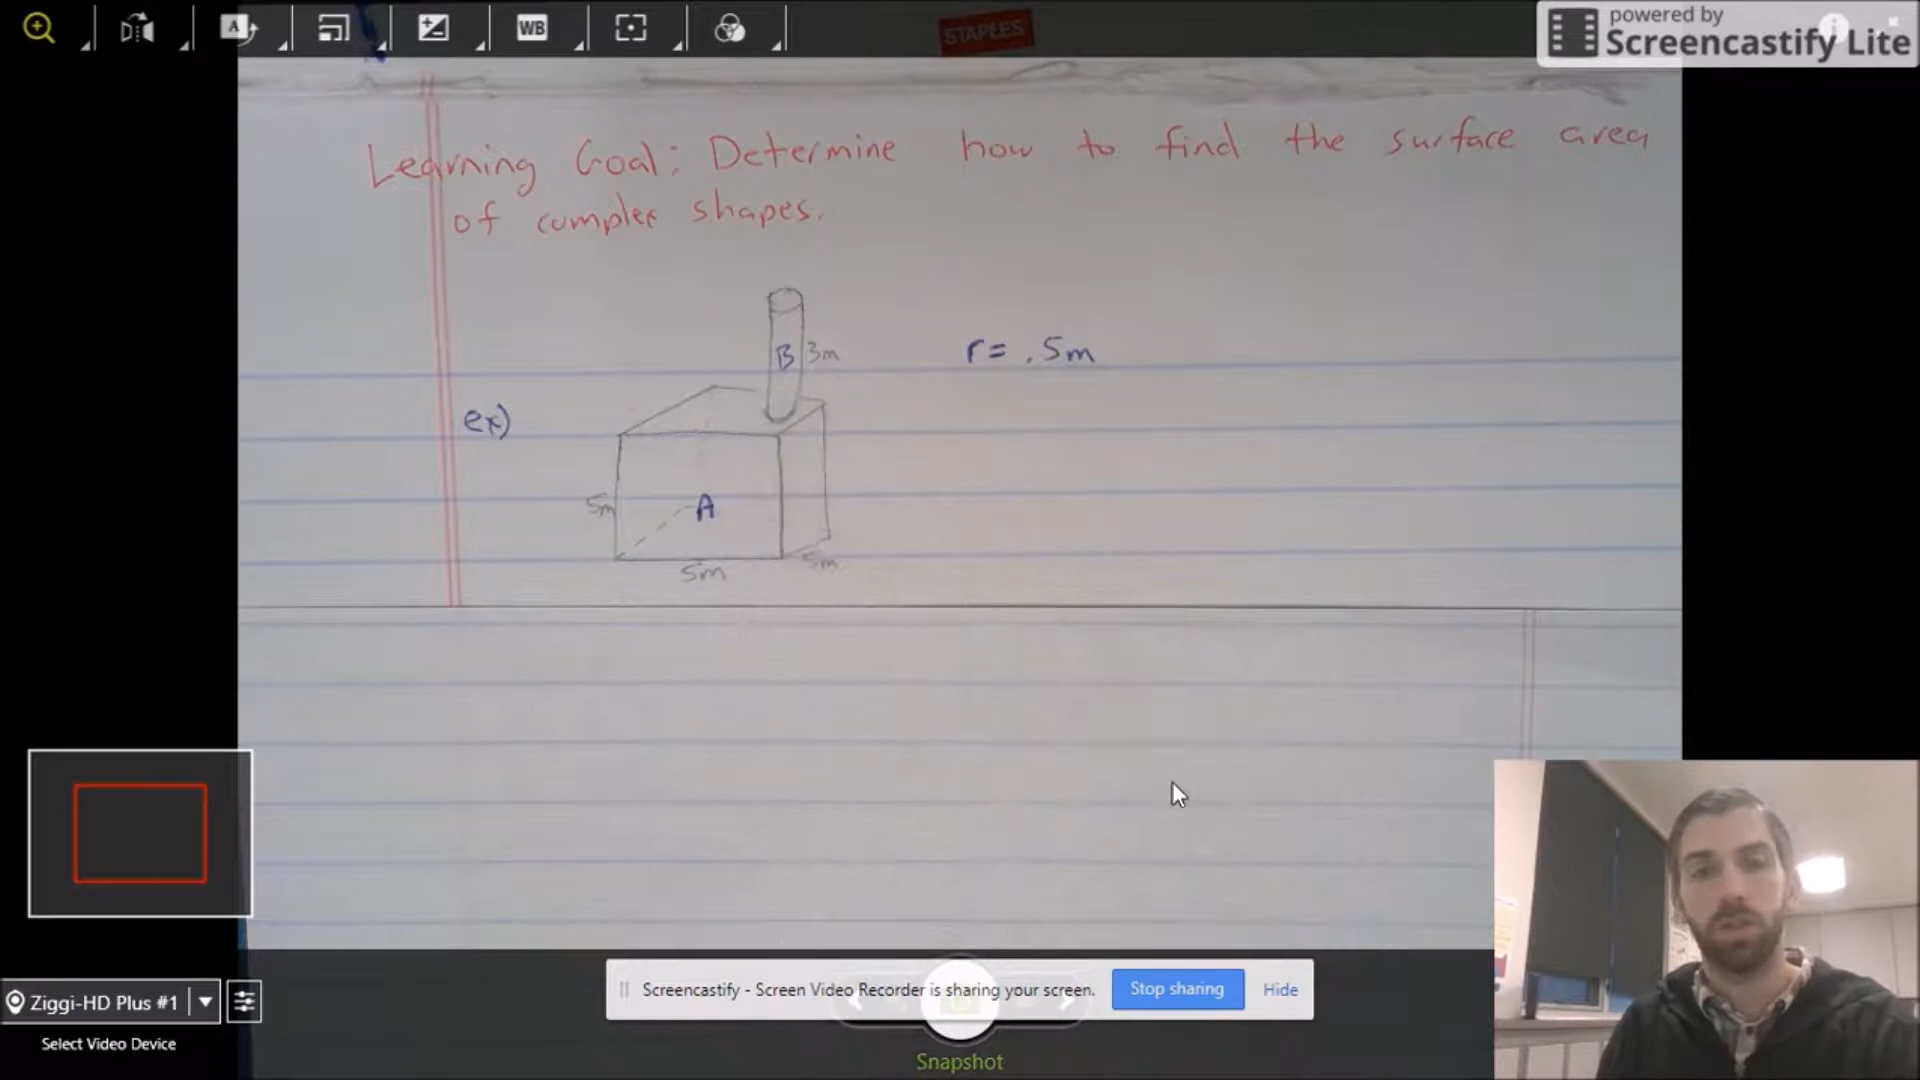 A
WB
STAPLES
powered by
Screencastify Lite
Learning Goal: Determine how to find the surface area
of complex shapes.
B 3m
r= .5m
ex)
5m
A
5m
5m
Screencastify - Screen Video Recorder is sharing your screen.
Stop sharing
Hide
Ziggi-HD Plus #1
Select Video Device
Snapshot